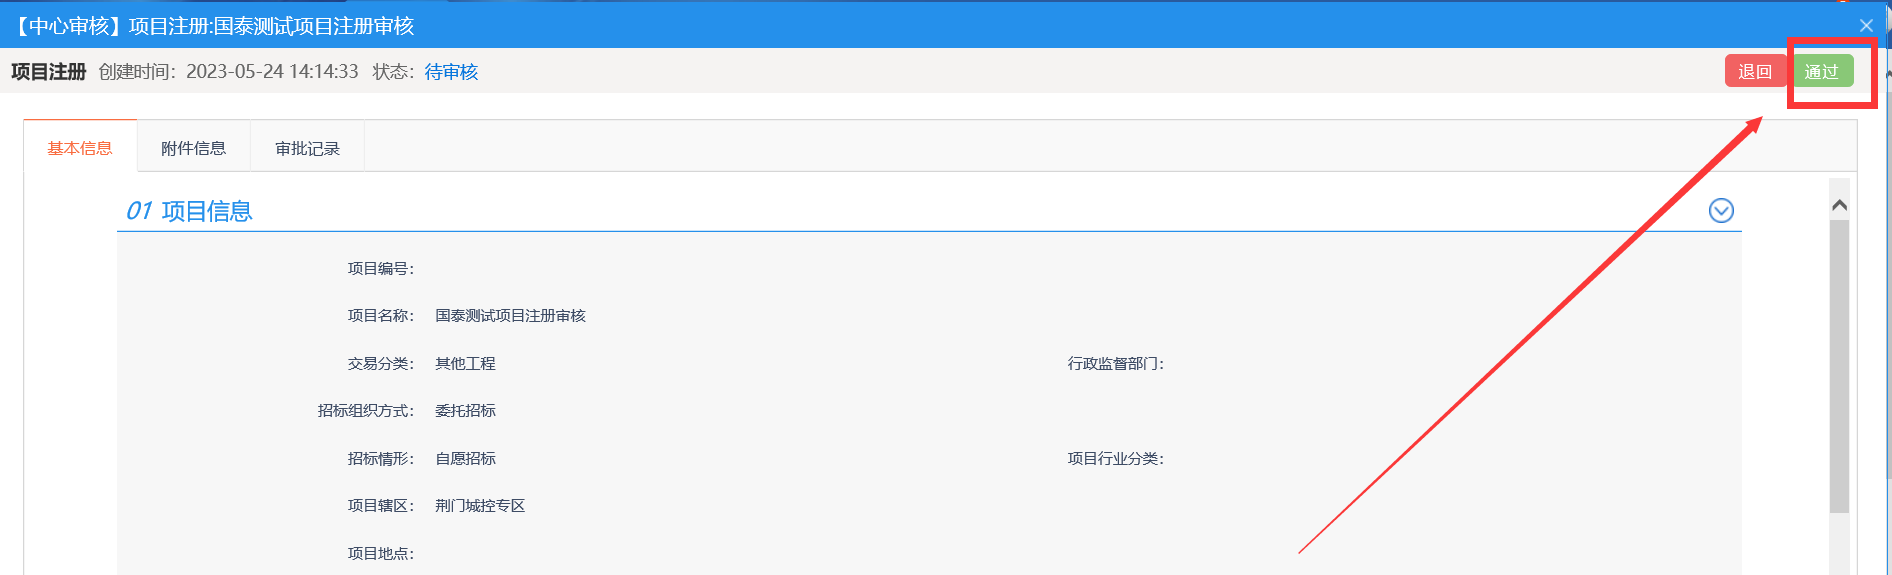 【中心审核】项目注册:国泰测试项目注册审核
项目注册 创建时间：2023-05-24 14:14:33 状态：待审核 退回 通过
基本信息 附件信息 审批记录
01 项目信息
项目编号：
项目名称： 国泰测试项目注册审核
交易分类： 其他工程 行政监督部门：
招标组织方式： 委托招标
招标情形： 自愿招标 项目行业分类：
项目辖区： 荆门城控专区
项目地点：